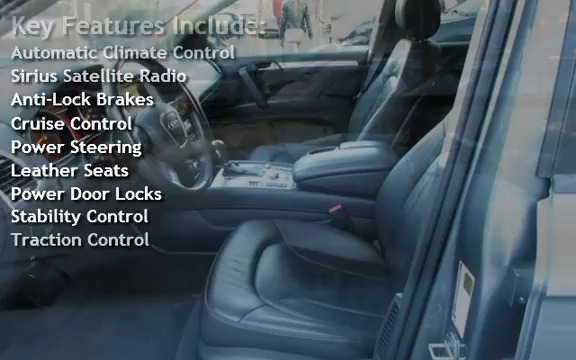 Key Features Include:
Automatic Climate Control
Sirius Satellite Radio
Anti-Lock Brakes
Cruise Control
Power Steering
Leather Seats
Power Door Locks
Stability Control
Traction Control